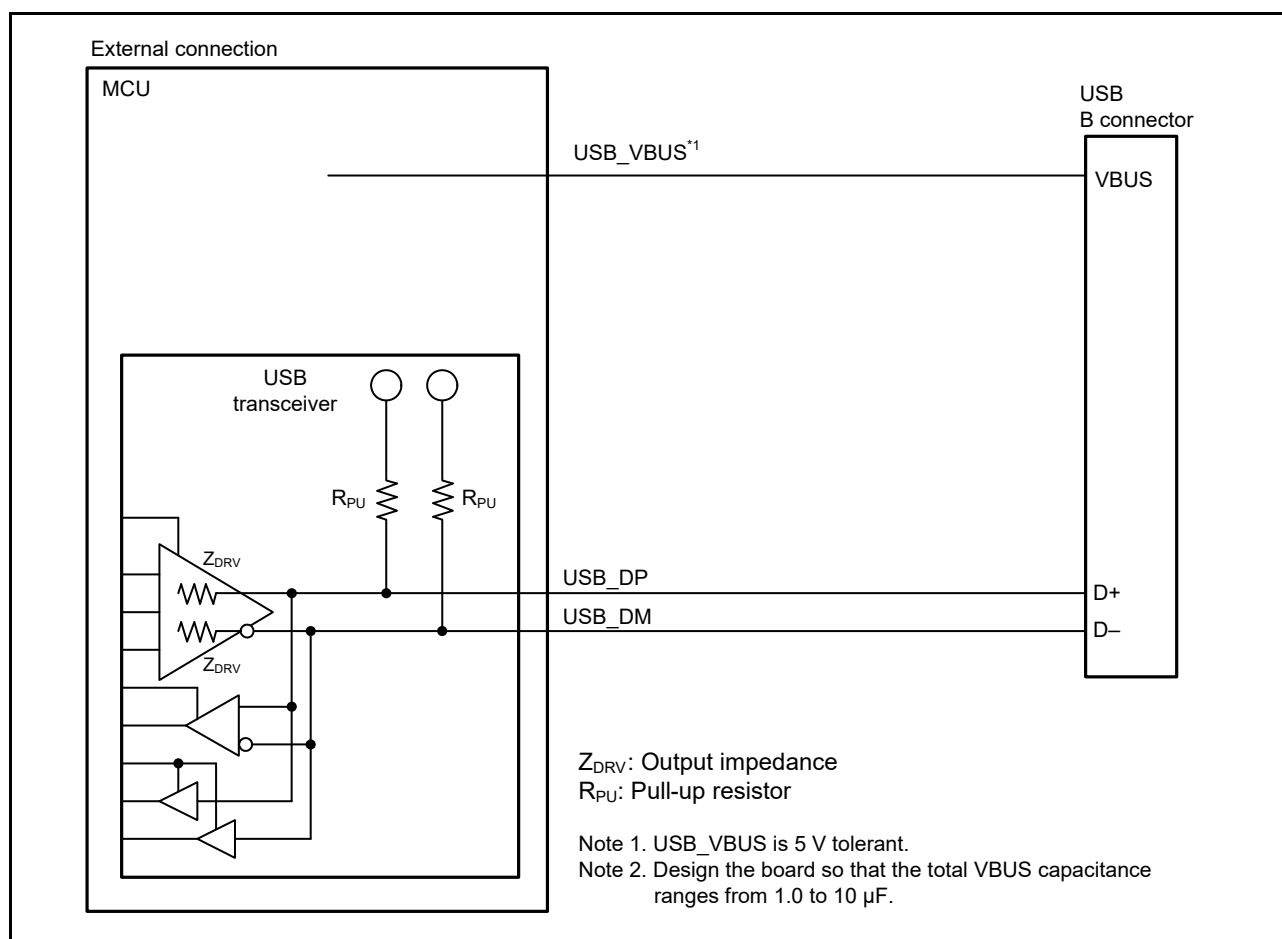 External connection
MCU
USB
B connector
USB_VBUS*1
VBUS
USB
transceiver
RPU
RPU
ZDRV
USB_DP
D+
USB_DM
D–
ZDRV
ZDRV: Output impedance
RPU: Pull-up resistor
Note 1. USB_VBUS is 5 V tolerant.
Note 2. Design the board so that the total VBUS capacitance
ranges from 1.0 to 10 µF.